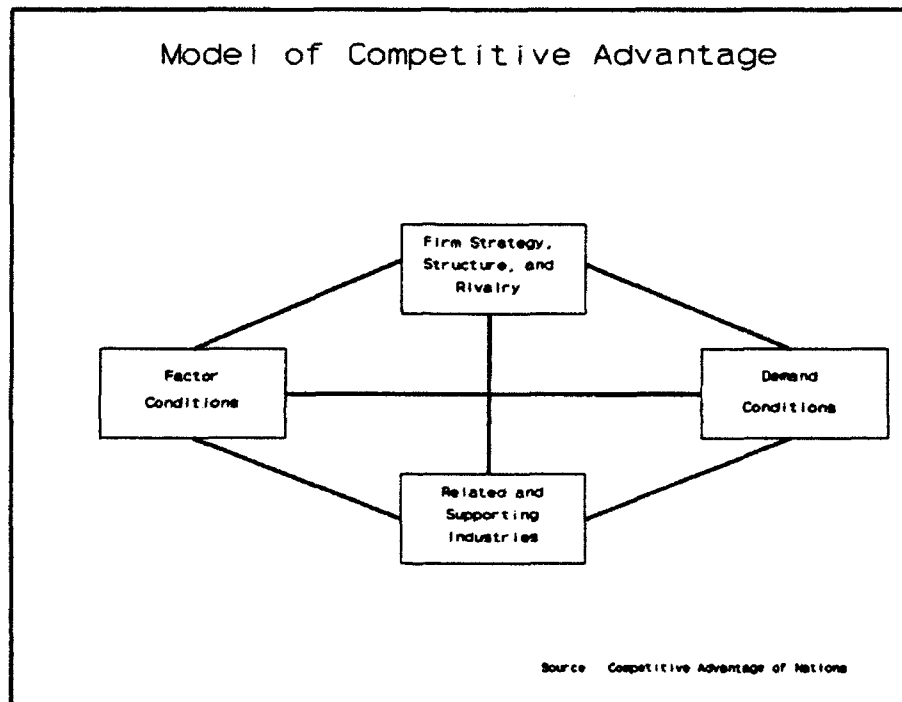 Model of Competitive Advantage
Firm Strategy,
Structure, and
Rivalry
Factor
Conditions
Demand
Conditions
Related and
Supporting
Industries
Source Competitive Advantage of Nations